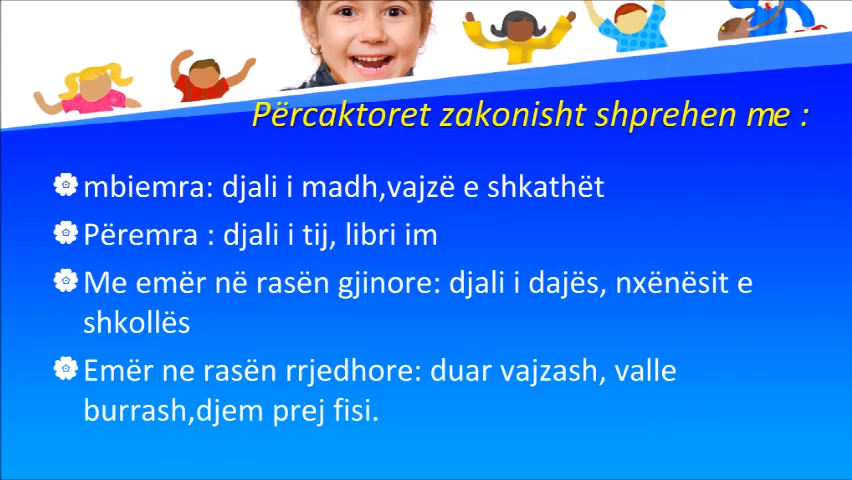 Përcaktoret zakonisht shprehen me :
mbiemra: djali i madh,vajzë e shkathët
Përemra : djali i tij, libri im
Me emër në rasën gjinore: djali i dajës, nxënësit e
shkollës
Emër ne rasën rrjedhore: duar vajzash, valle
burrash,djem prej fisi.